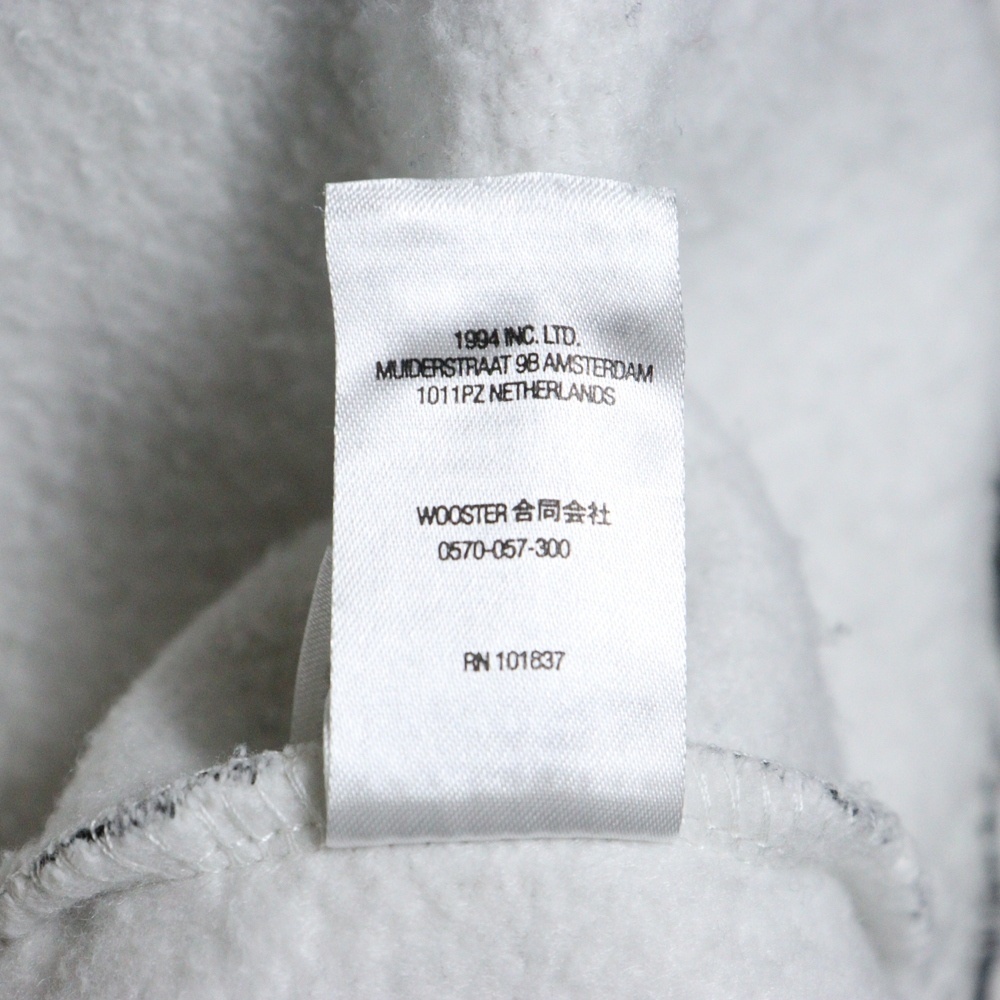 1994 INC. LTD.
MUIDERSTRAAT 9B AMSTERDAM
1011PZ NETHERLANDS
WOOSTER 合同会社
0570-057-300
RN 101837